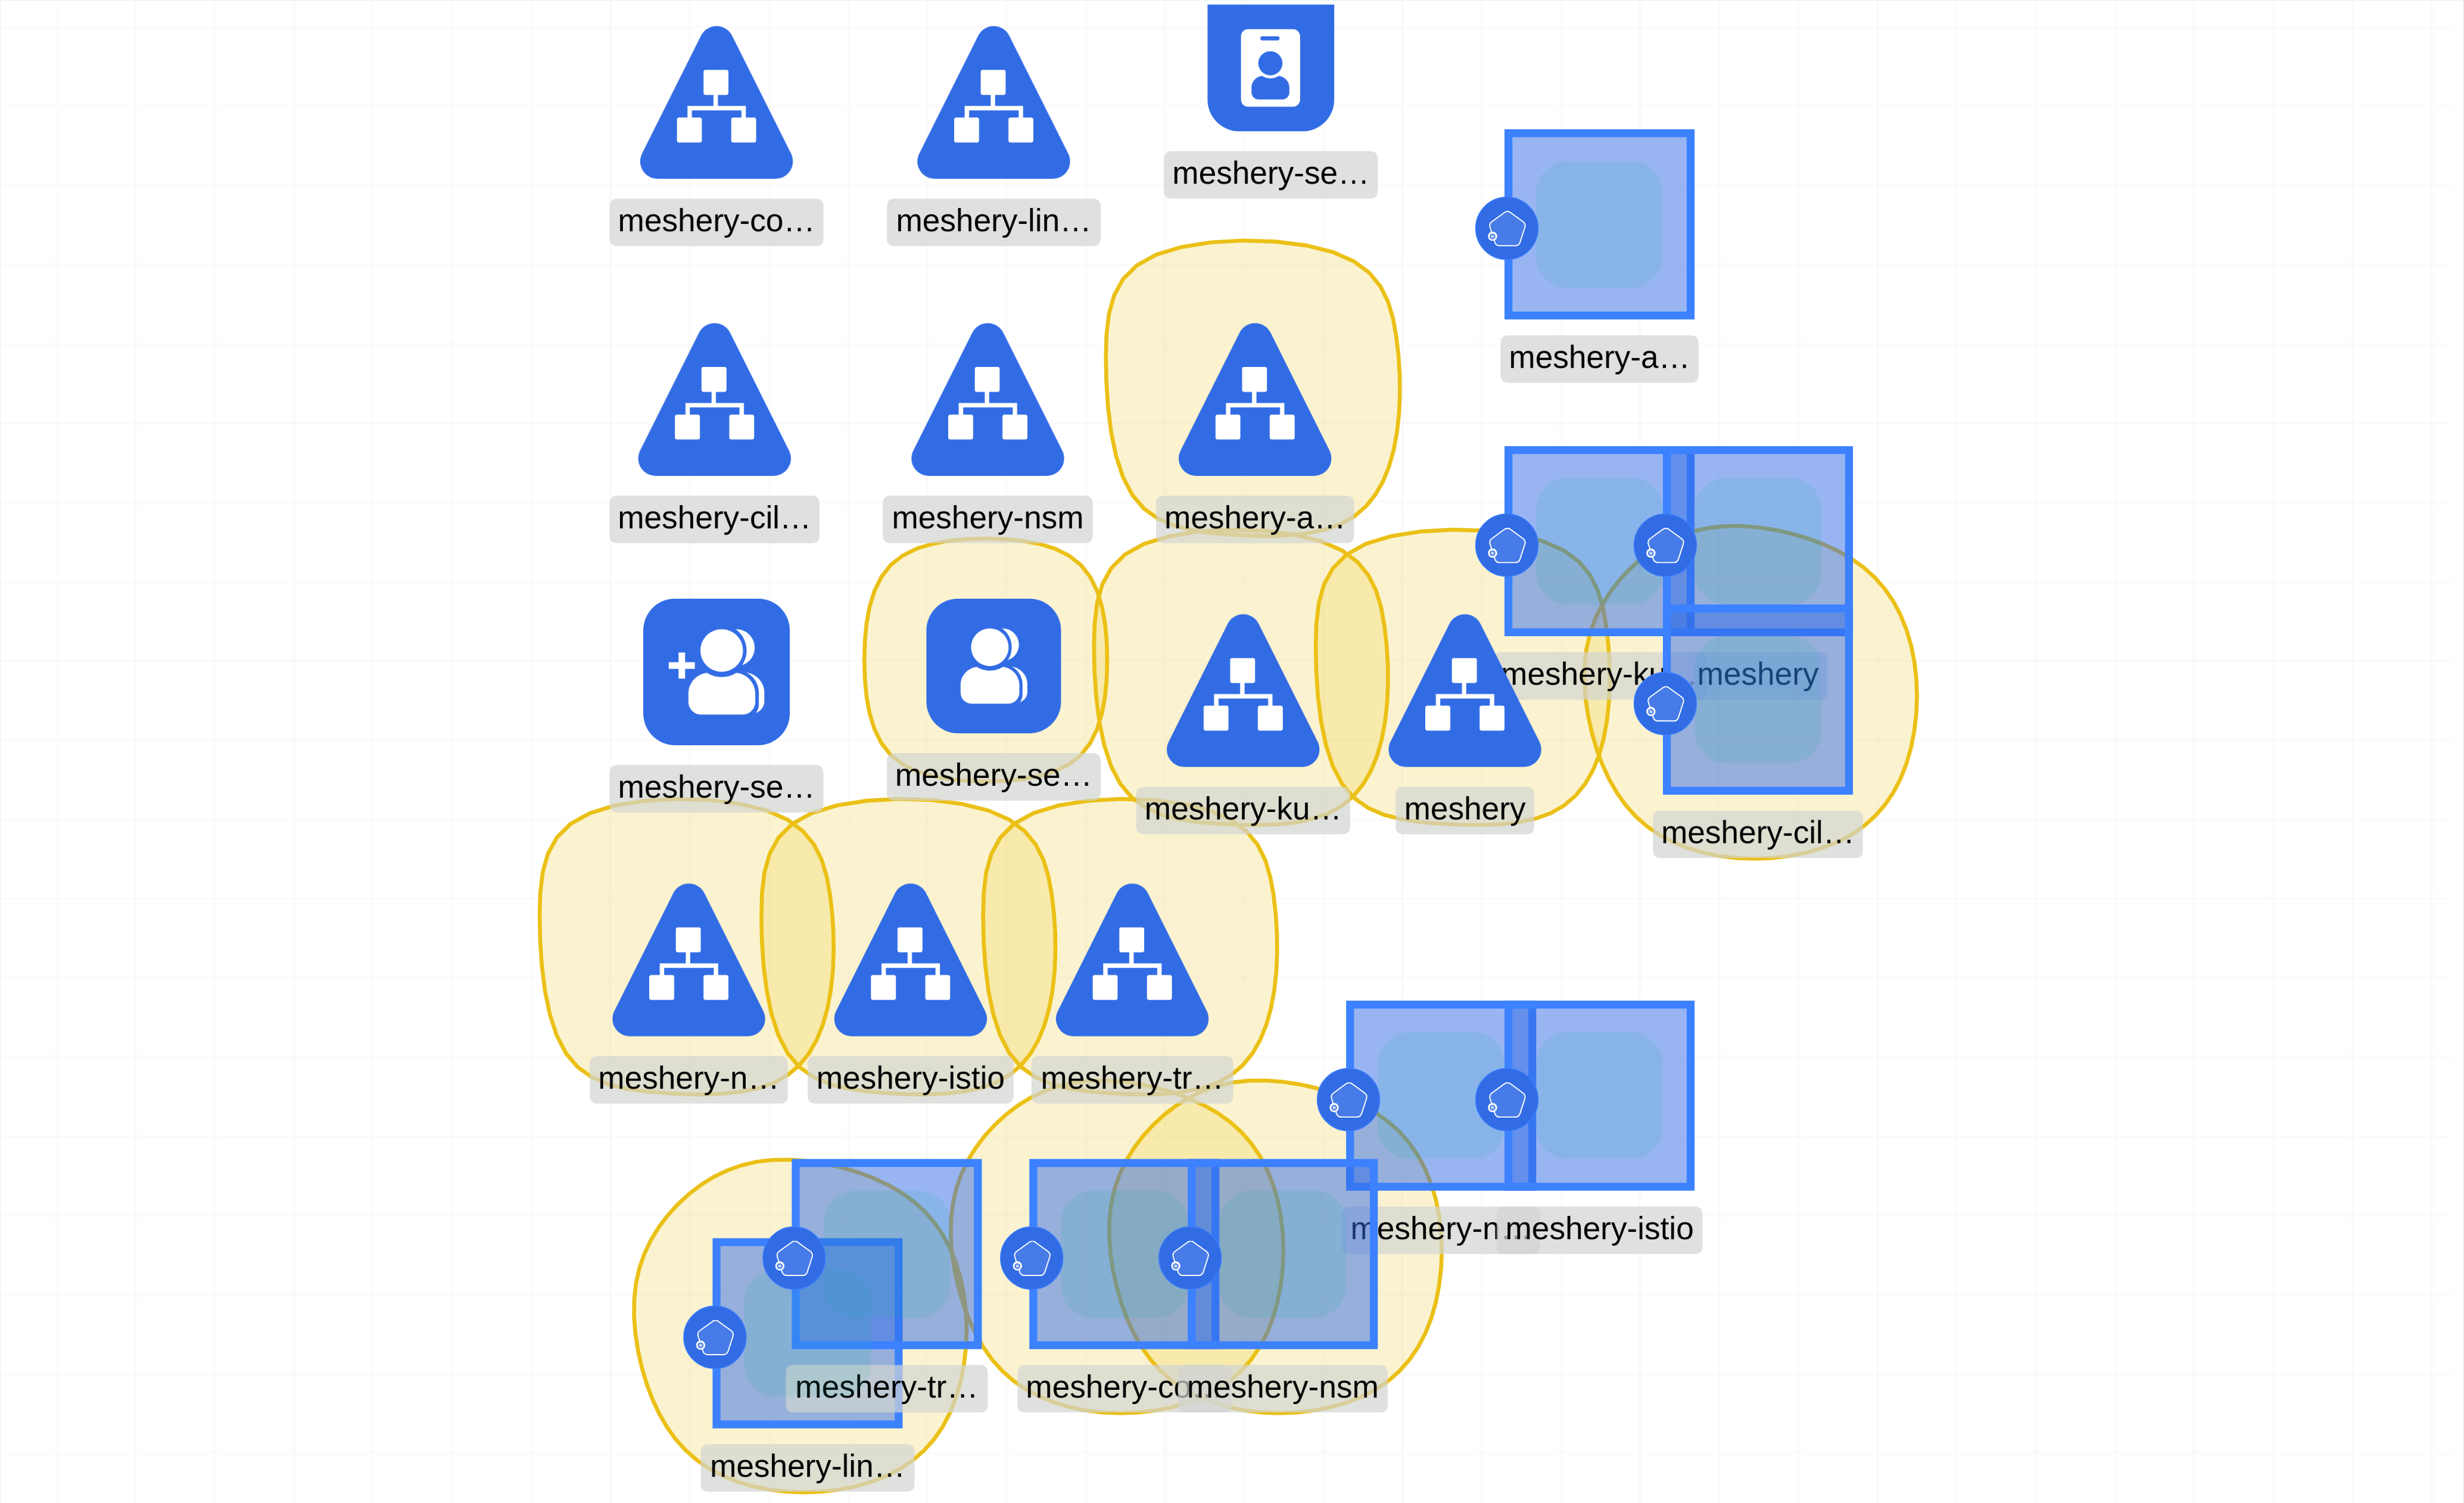 meshery-se…
meshery-co…
meshery-lin…
meshery-a…
meshery-cil…
meshery-nsm
meshery-a…
meshery-ku
meshery
meshery-se…
meshery-se…
meshery-ku…
meshery
meshery-cil…
meshery-n…
meshery-istio
meshery-tr…
meshery-n…
meshery-istio
meshery-tr…
meshery-co…
meshery-nsm
meshery-lin…